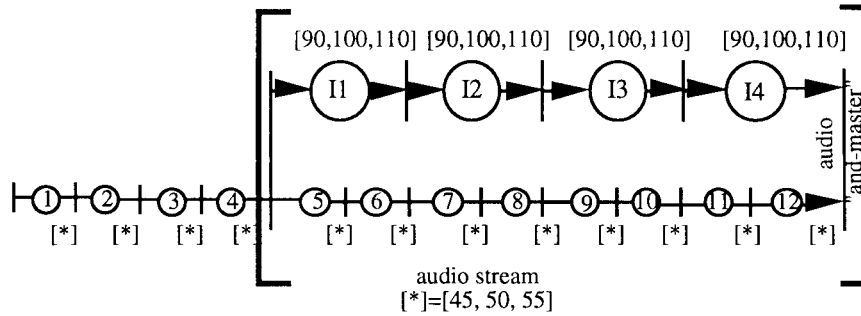 [90,100,110] [90,100,110] [90,100,110] [90,100,110]
I1 I2 I3 I4
audio
and-master"
1 2 3 4 5 6 7 8 9 10 11 12
[*] [*] [*] [*] [*] [*] [*] [*] [*] [*] [*] [*]
audio stream
[*]=[45, 50, 55]